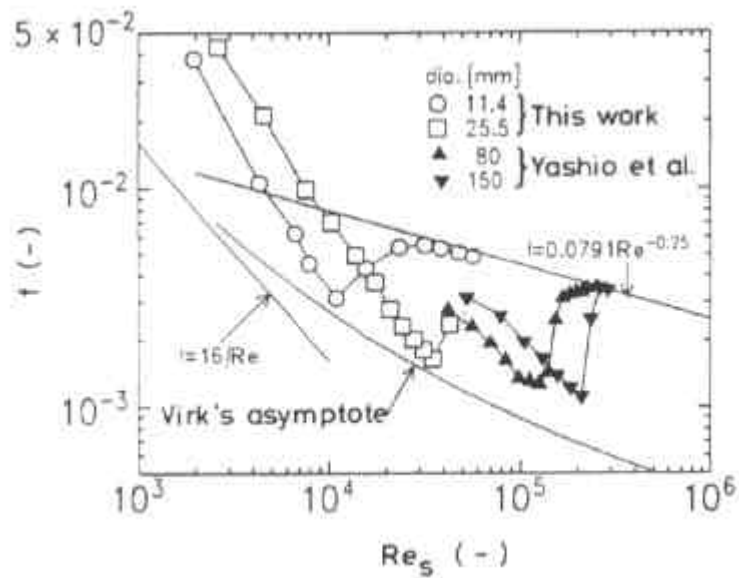 5 × 10⁻²
10⁻²
10⁻³
f (-)
dia. [mm]
○ 11.4
□ 25.5
} This work
▲ 80
▼ 150
} Yashio et al.
f=0.0791Re⁻⁰·²⁵
f=16/Re
Virk's asymptote
10³ 10⁴ 10⁵ 10⁶
Reₛ (-)